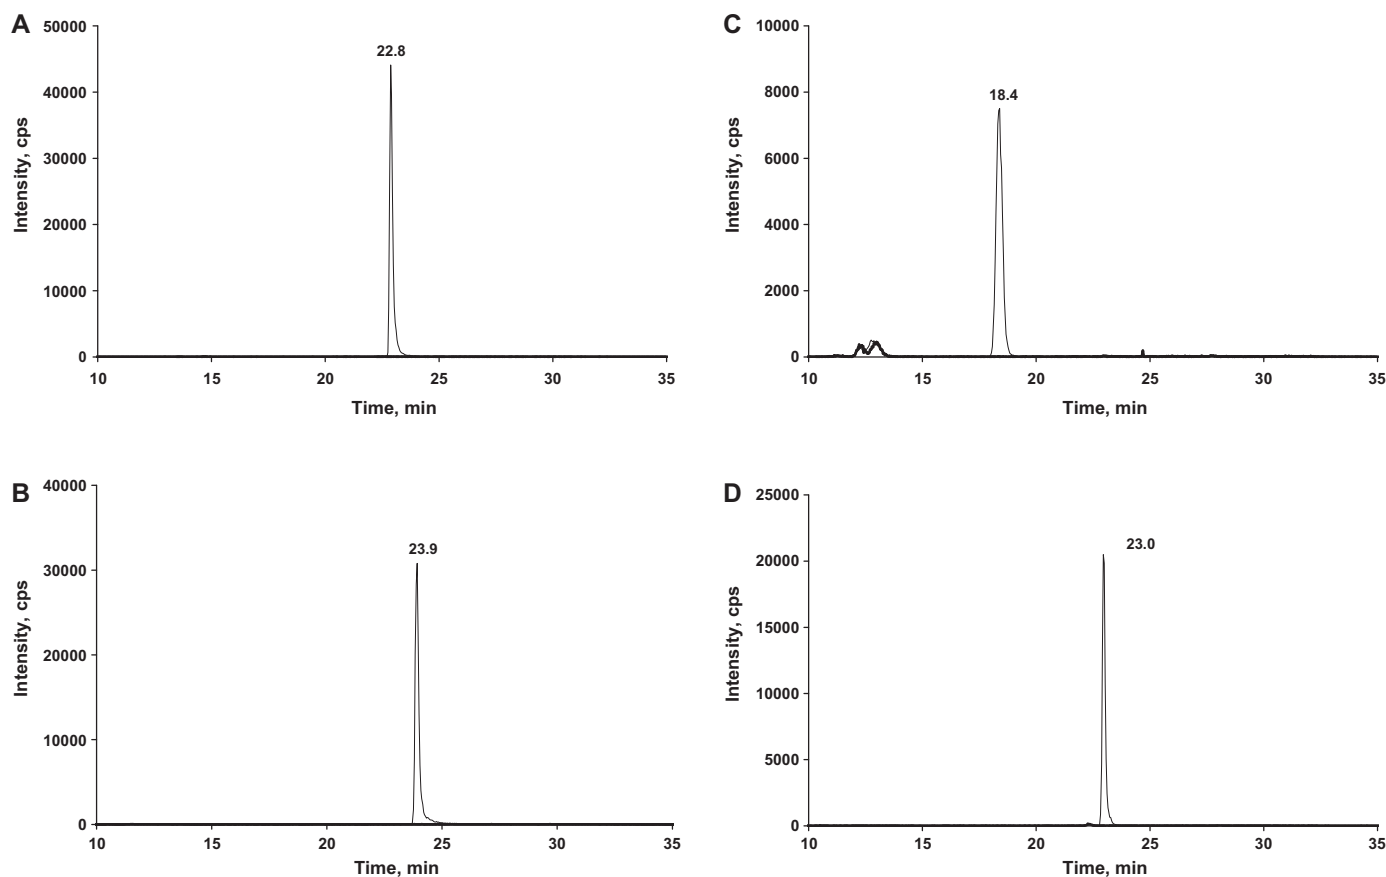 A
50000
40000
30000
20000
10000
0
Intensity, cps
22.8
10 15 20 25 30 35
Time, min
C
10000
8000
6000
4000
2000
0
Intensity, cps
18.4
10 15 20 25 30 35
Time, min
B
40000
30000
20000
10000
0
Intensity, cps
23.9
10 15 20 25 30 35
Time, min
D
25000
20000
15000
10000
5000
0
Intensity, cps
23.0
10 15 20 25 30 35
Time, min